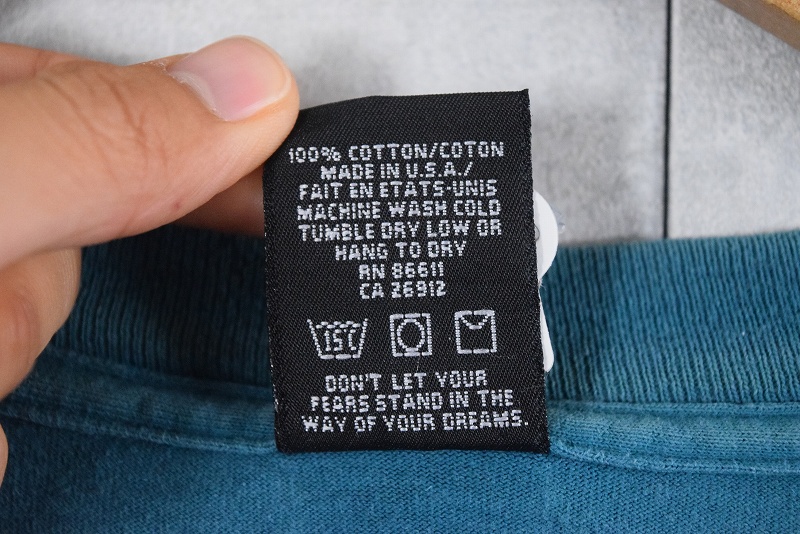 100% COTTON/COTON
MADE IN U.S.A./
FAIT EN ETATS-UNIS
MACHINE WASH COLD
TUMBLE DRY LOW OR
HANG TO DRY
RN 86611
CA 26912
15C
DON'T LET YOUR
FEARS STAND IN THE
WAY OF YOUR DREAMS.